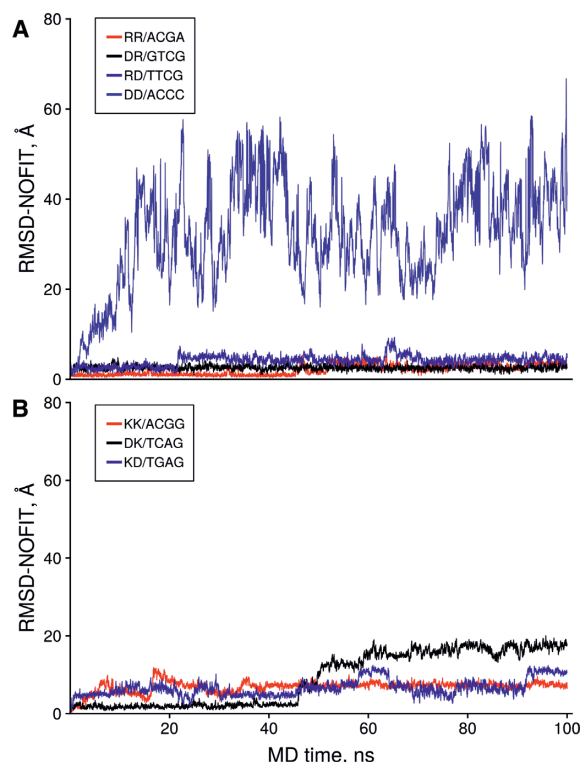 A
80
60
40
20
0
RMSD-NOFIT, Å
RR/ACGA
DR/GTCG
RD/TTCG
DD/ACCC
B
80
60
40
20
0
RMSD-NOFIT, Å
KK/ACGG
DK/TCAG
KD/TGAG
20
40
60
80
100
MD time, ns